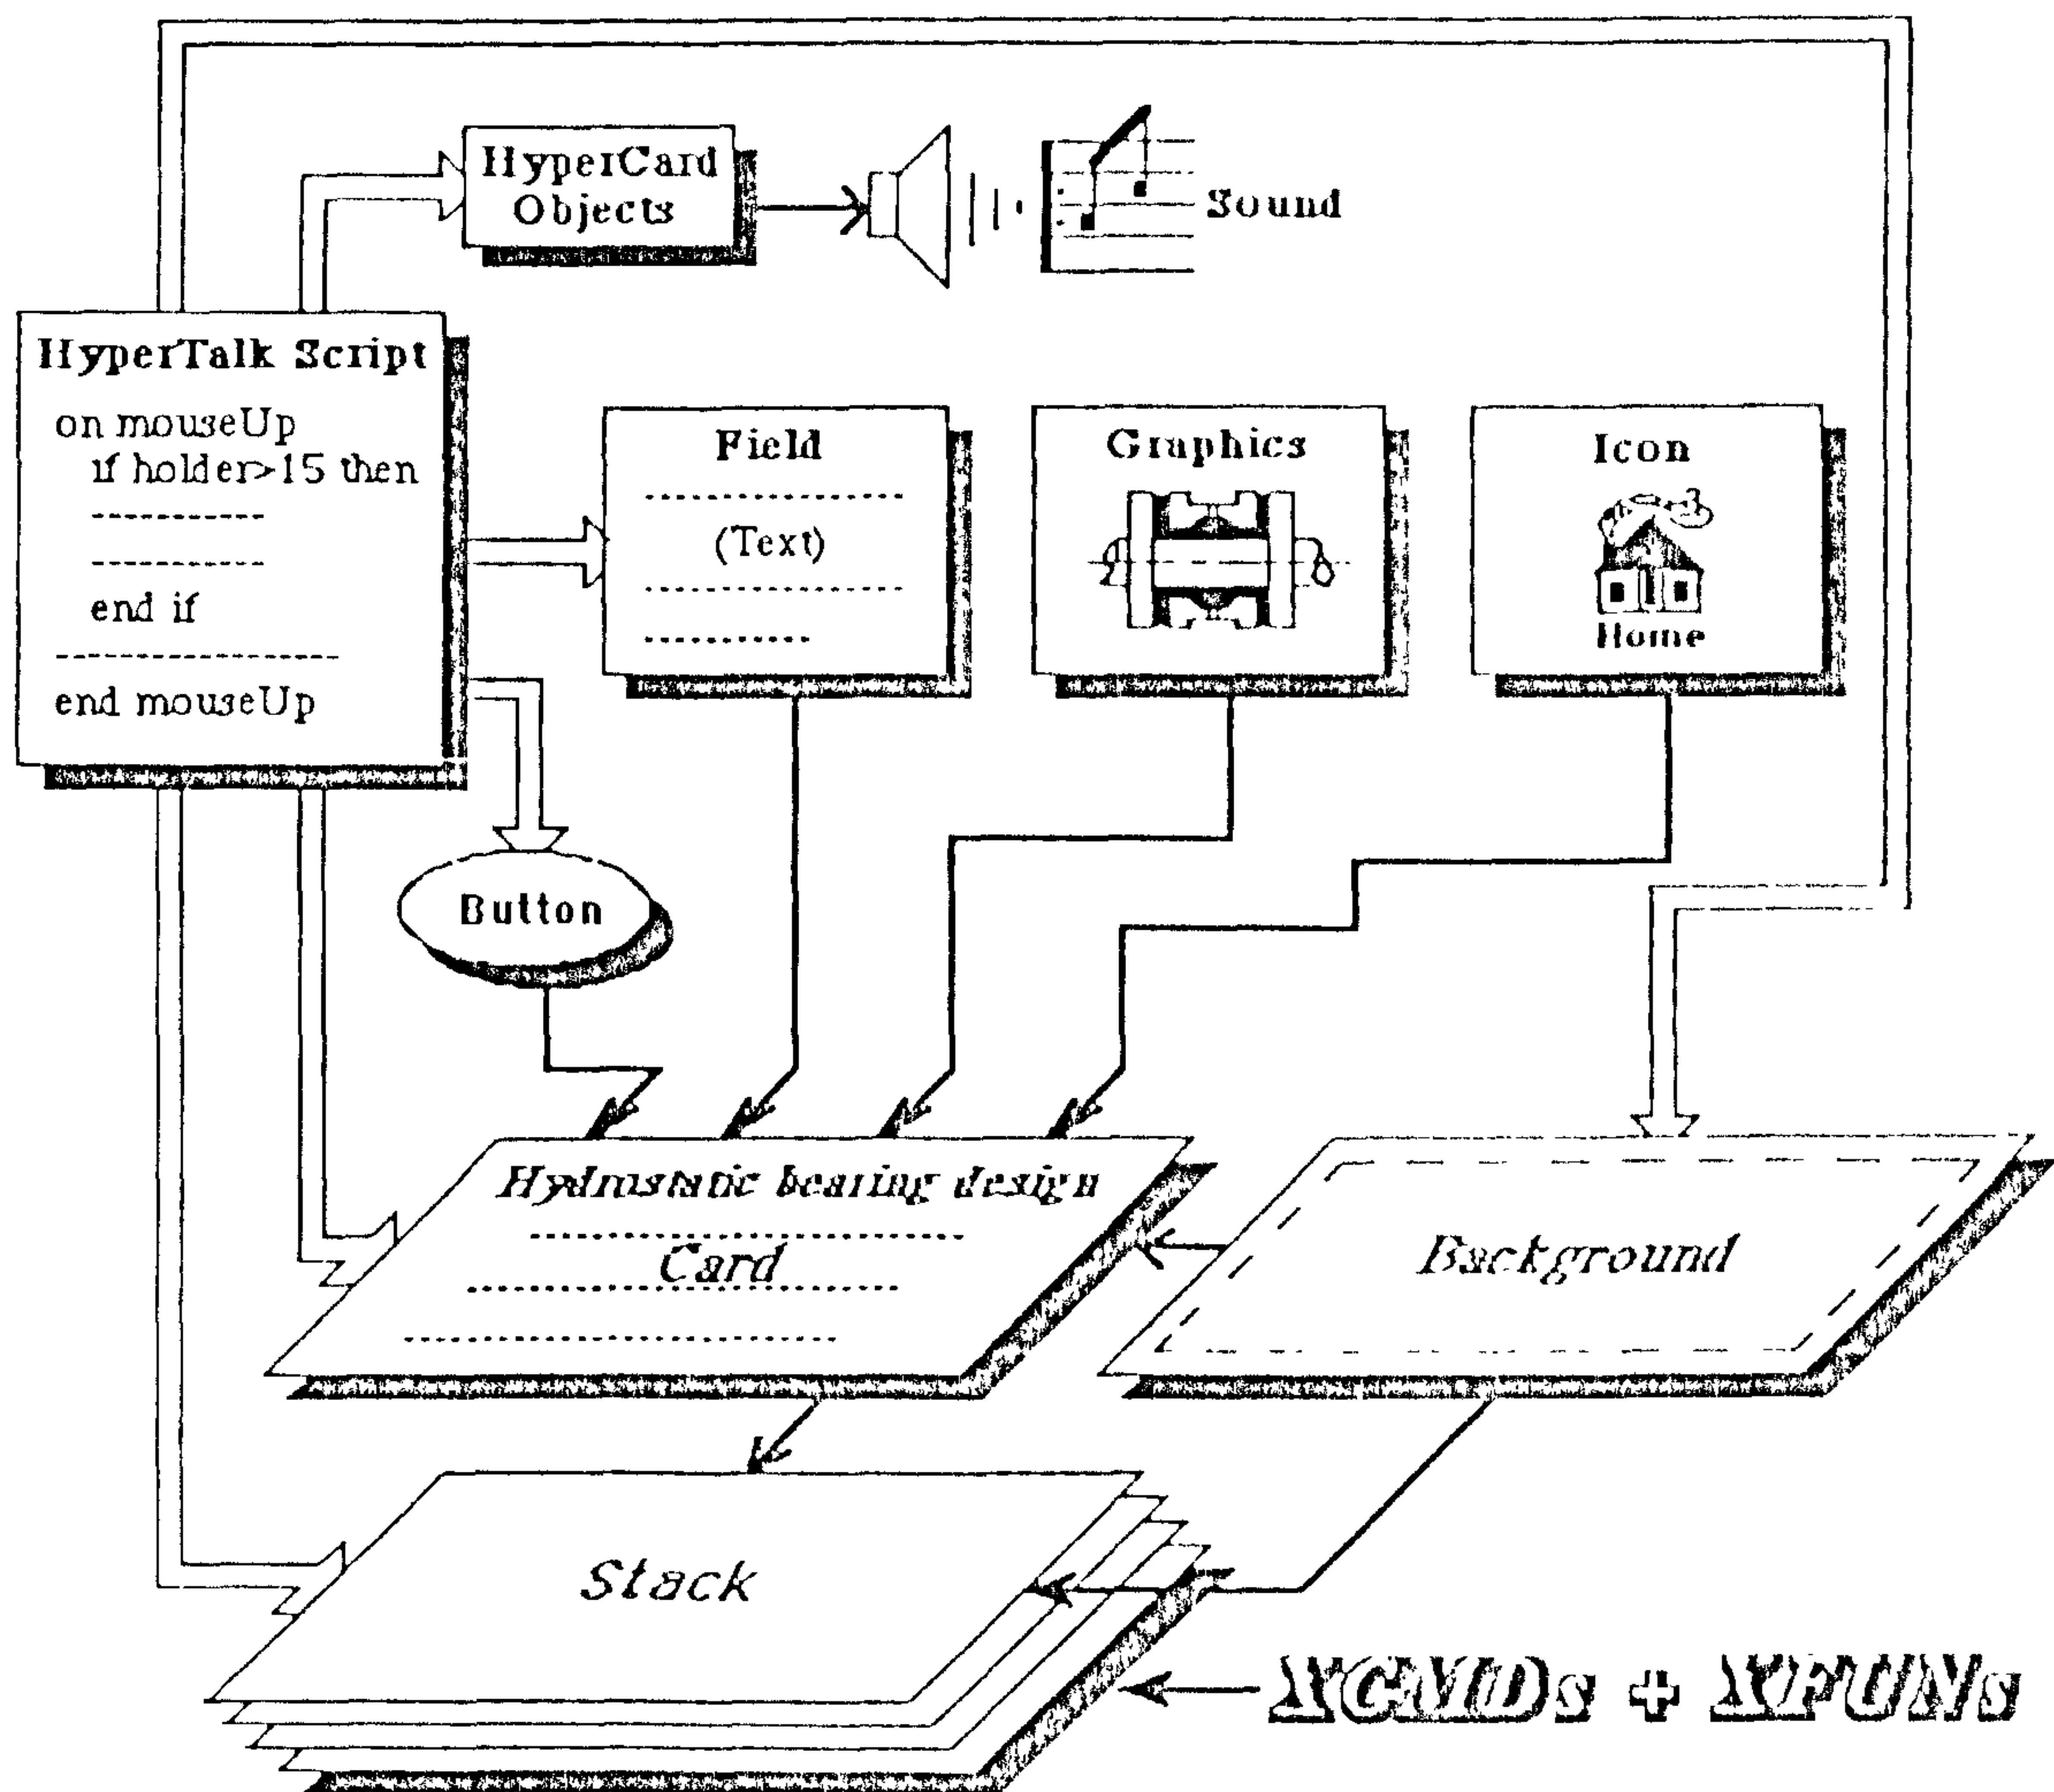 HyperCard
Objects
Sound
HyperTalk Script
on mouseUp
if holder>15 then
----------
----------
end if
--------------------
end mouseUp
Field
(Text)
Graphics
Icon
Home
Button
Hydrostatic bearing design
Card
Background
Stack
XCMDs + XFUNs